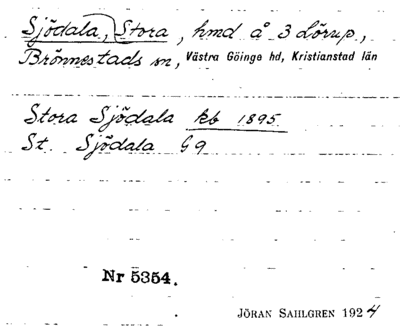 Sjödala, Stora, hmd å 3 Lörup.,
Brönnestads sn, Västra Göinge hd, Kristianstad län
Stora Sjödala kb 1895
St. Sjödala G9
Nr 5354.
JÖRAN SAHLGREN 1924